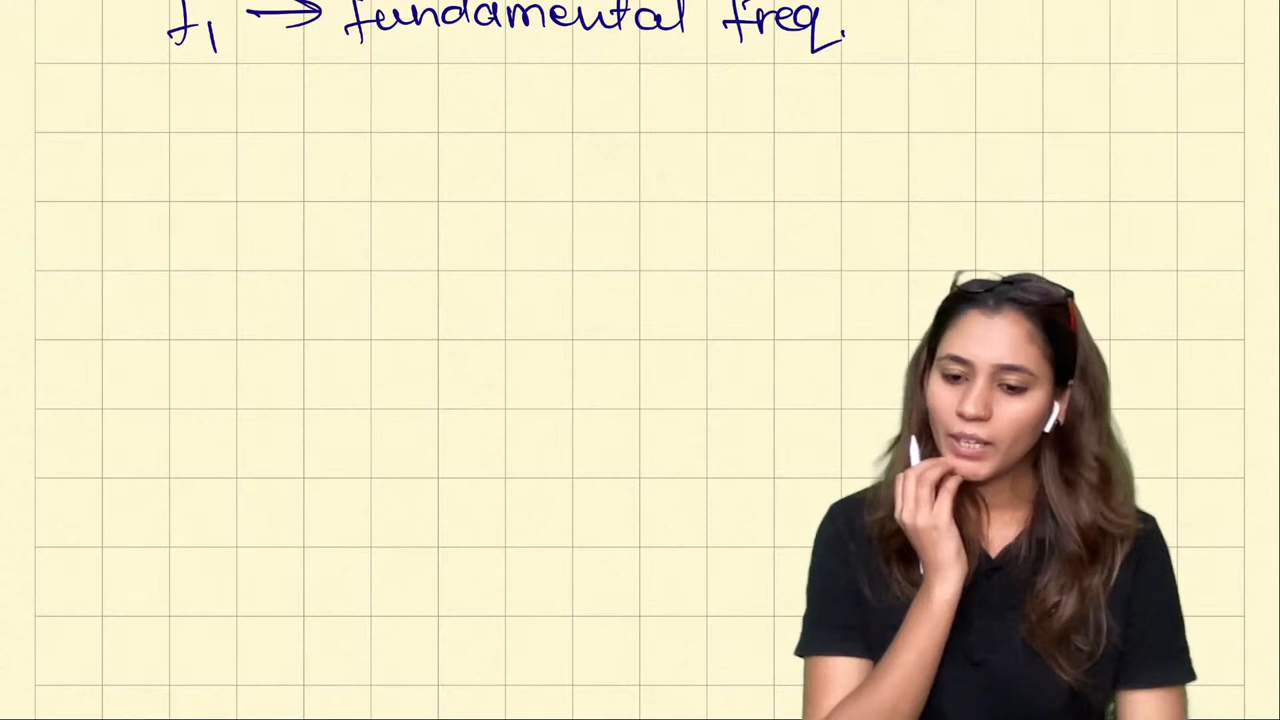 f₁ → fundamental freq.